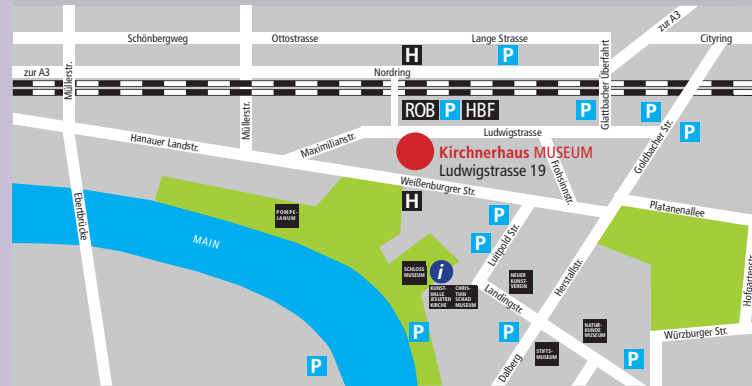 zur A3
Schönbergweg
Ottostrasse
Lange Strasse
Cityring
H
P
zur A3
Nordring
Müllerstr.
Glattbacher Überfahrt
ROB P HBF
P
P
P
Müllerstr.
Hanauer Landstr.
Maximilianstr.
Ludwigstrasse
Goldbacher Str.
Kirchnerhaus MUSEUM
Ludwigstrasse 19
Frohsinnstr.
Weißenburger Str.
Ebertbrücke
H
Platanenallee
POMPE-
JANUM
P
MAIN
P
Luitpold Str.
Herstallstr.
Hofgartenstr.
SCHLOSS
MUSEUM
i
NEUER
KUNST-
VEREIN
KUNST-
HALLE
JESUITEN
KIRCHE
CHRIS-
TIAN
SCHAD
MUSEUM
Landingstr.
P
P
NATUR-
KUNDE
MUSEUM
Würzburger Str.
STIFTS-
MUSEUM
P
Dalberg
P